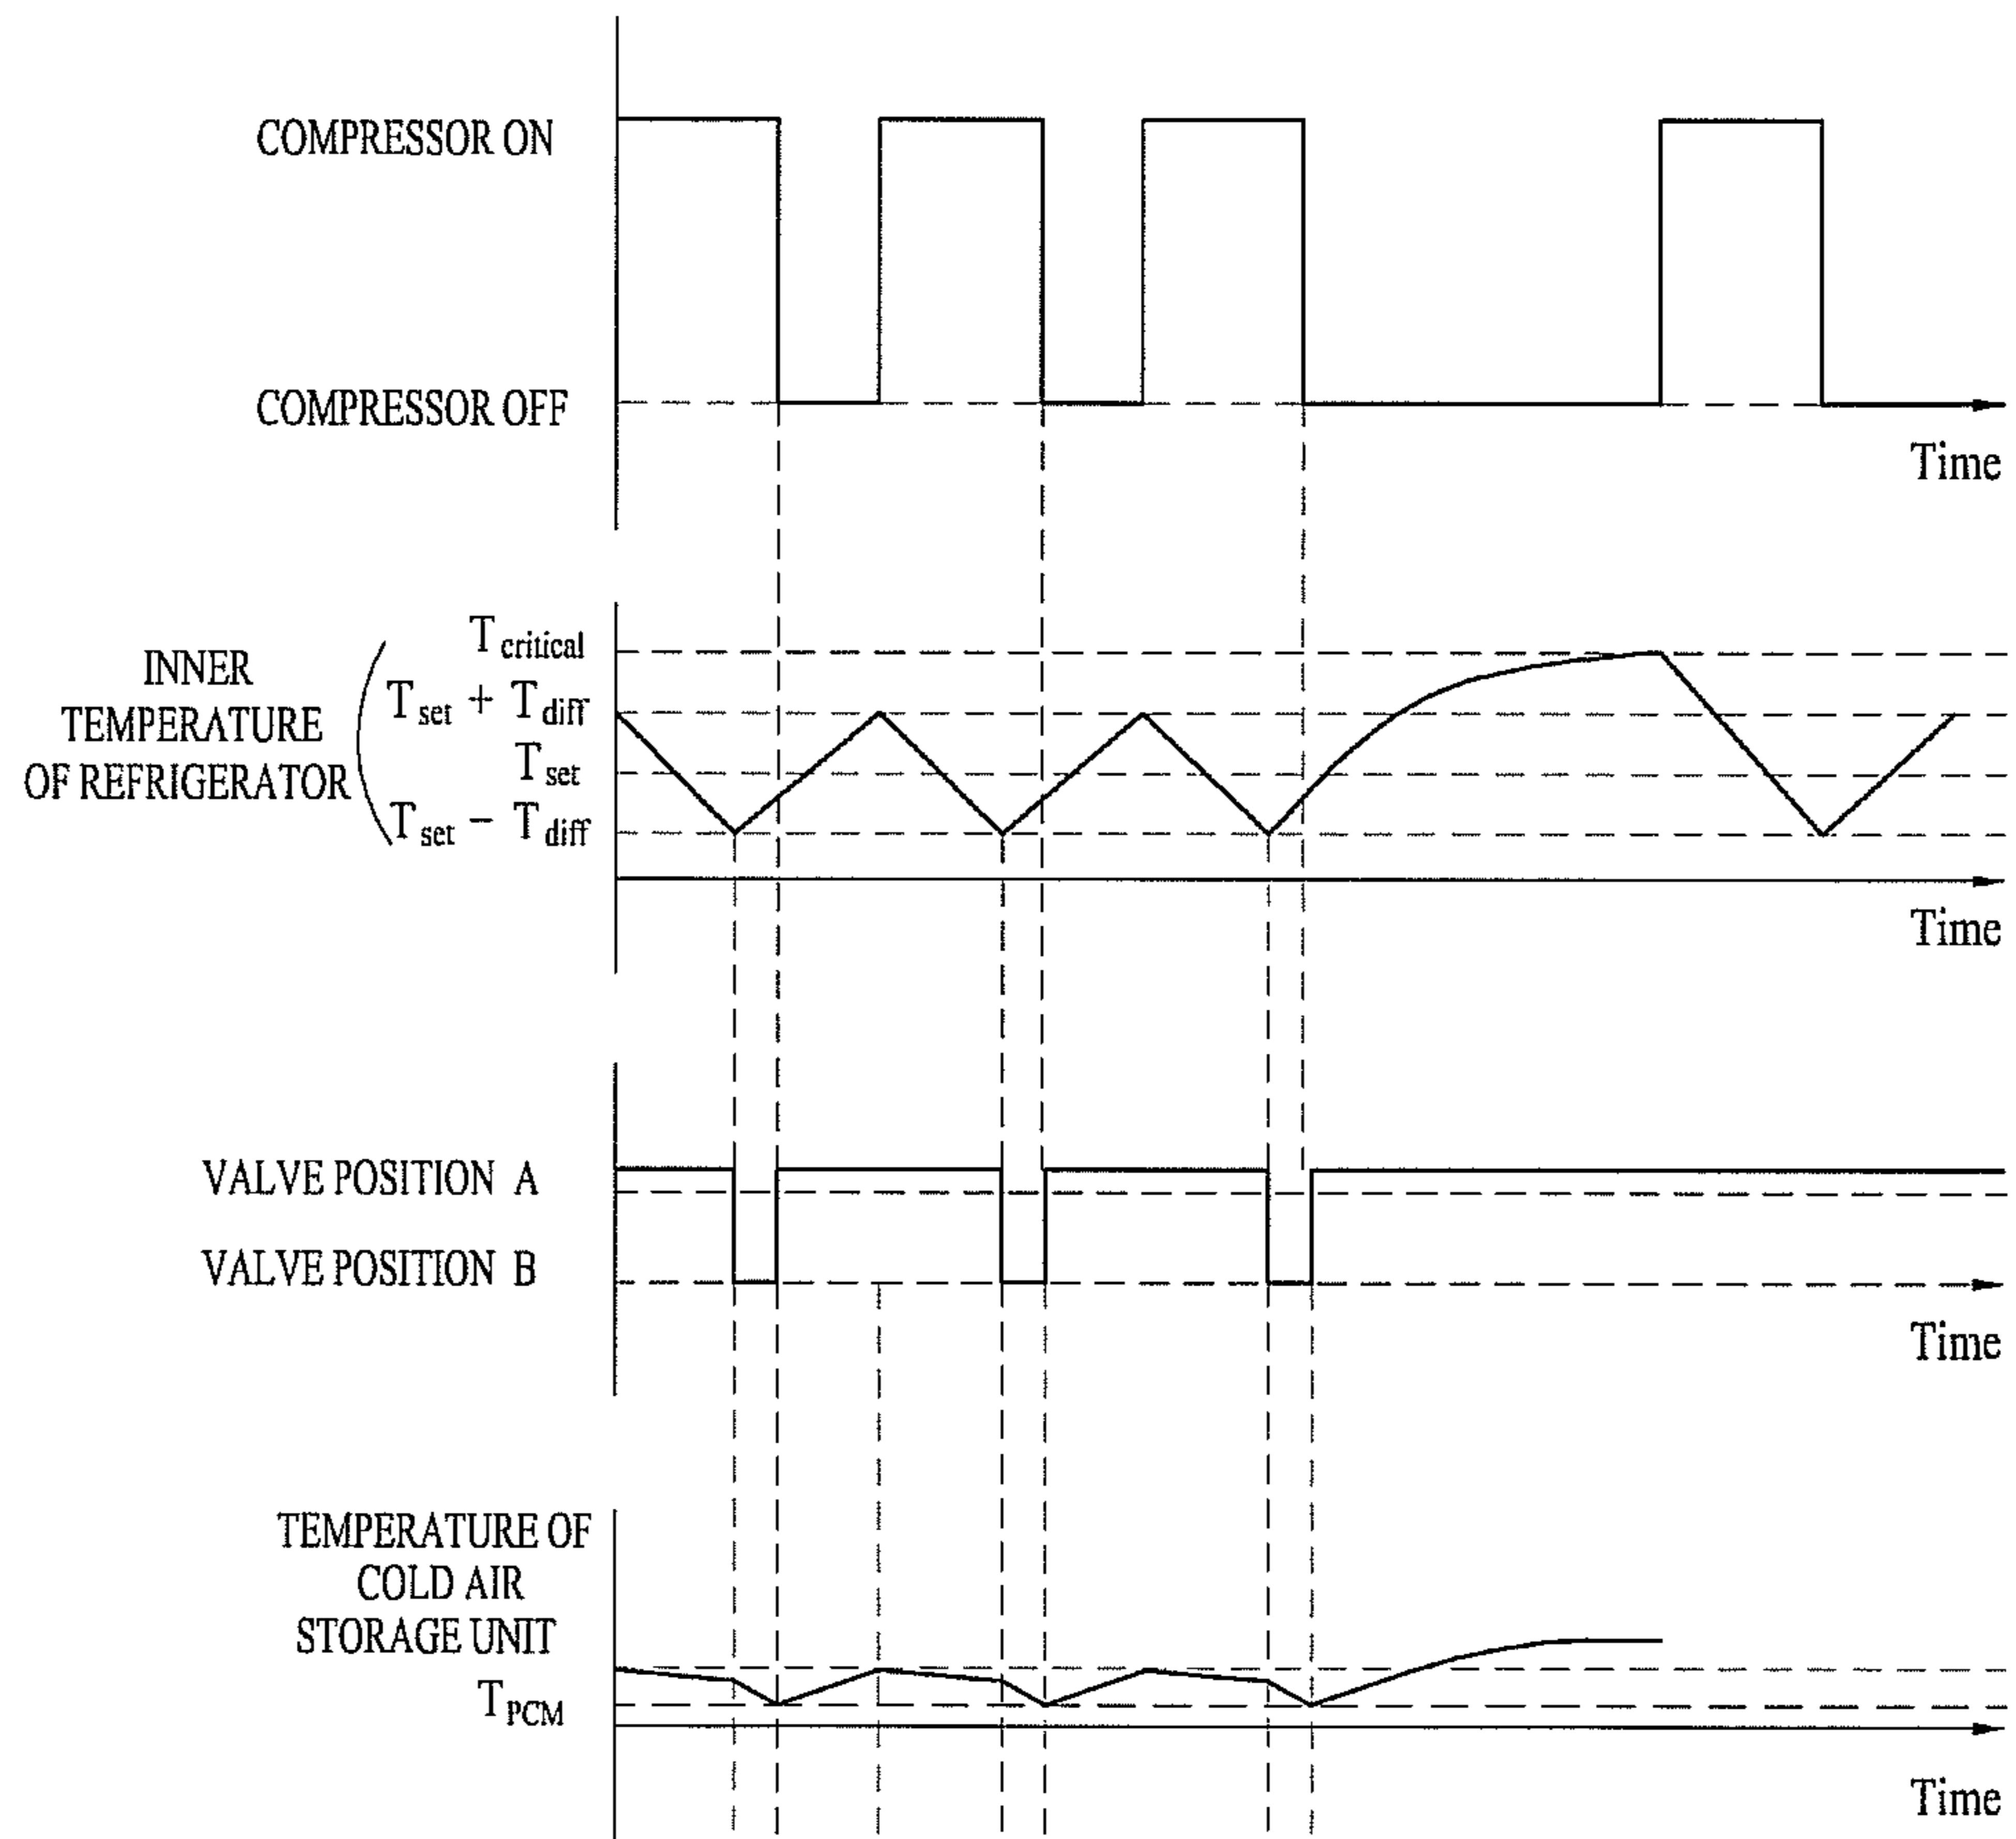 COMPRESSOR ON
COMPRESSOR OFF
Time
INNER
TEMPERATURE
OF REFRIGERATOR
T critical
T set + T diff
T set
T set - T diff
Time
VALVE POSITION A
VALVE POSITION B
Time
TEMPERATURE OF
COLD AIR
STORAGE UNIT
T PCM
Time